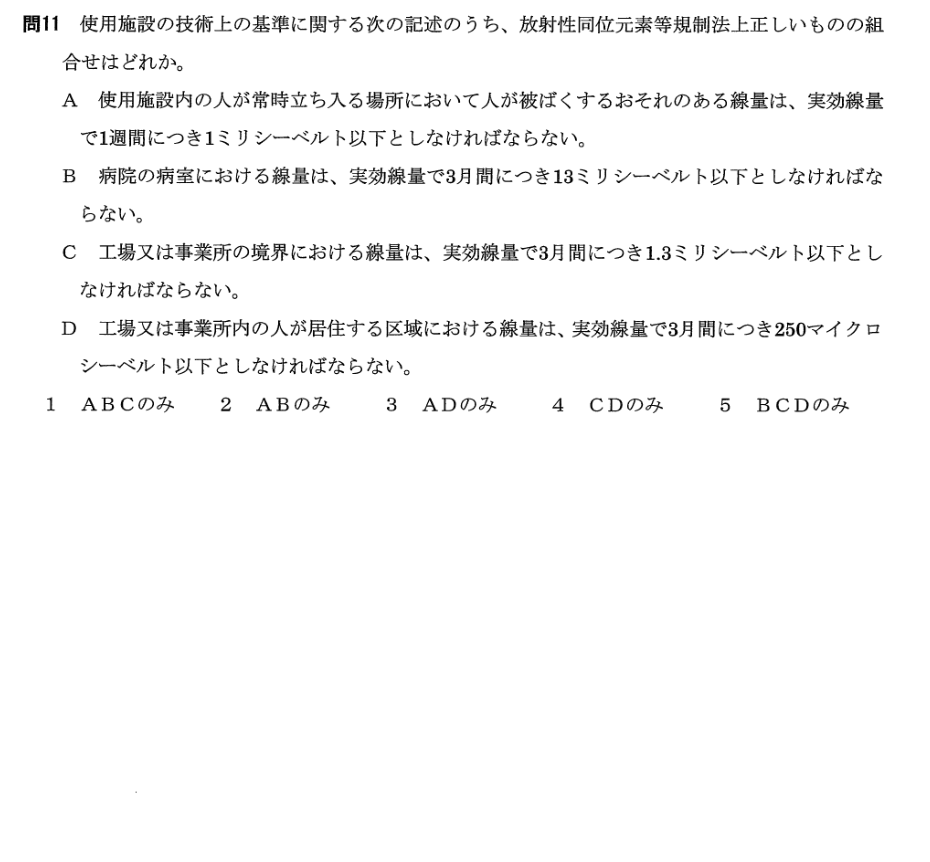 問11　使用施設の技術上の基準に関する次の記述のうち、放射性同位元素等規制法上正しいものの組
合せはどれか。
A　使用施設内の人が常時立ち入る場所において人が被ばくするおそれのある線量は、実効線量
で1週間につき1ミリシーベルト以下としなければならない。
B　病院の病室における線量は、実効線量で3月間につき13ミリシーベルト以下としなければな
らない。
C　工場又は事業所の境界における線量は、実効線量で3月間につき1.3ミリシーベルト以下とし
なければならない。
D　工場又は事業所内の人が居住する区域における線量は、実効線量で3月間につき250マイクロ
シーベルト以下としなければならない。
1　ABCのみ　2　ABのみ　3　ADのみ　4　CDのみ　5　BCDのみ